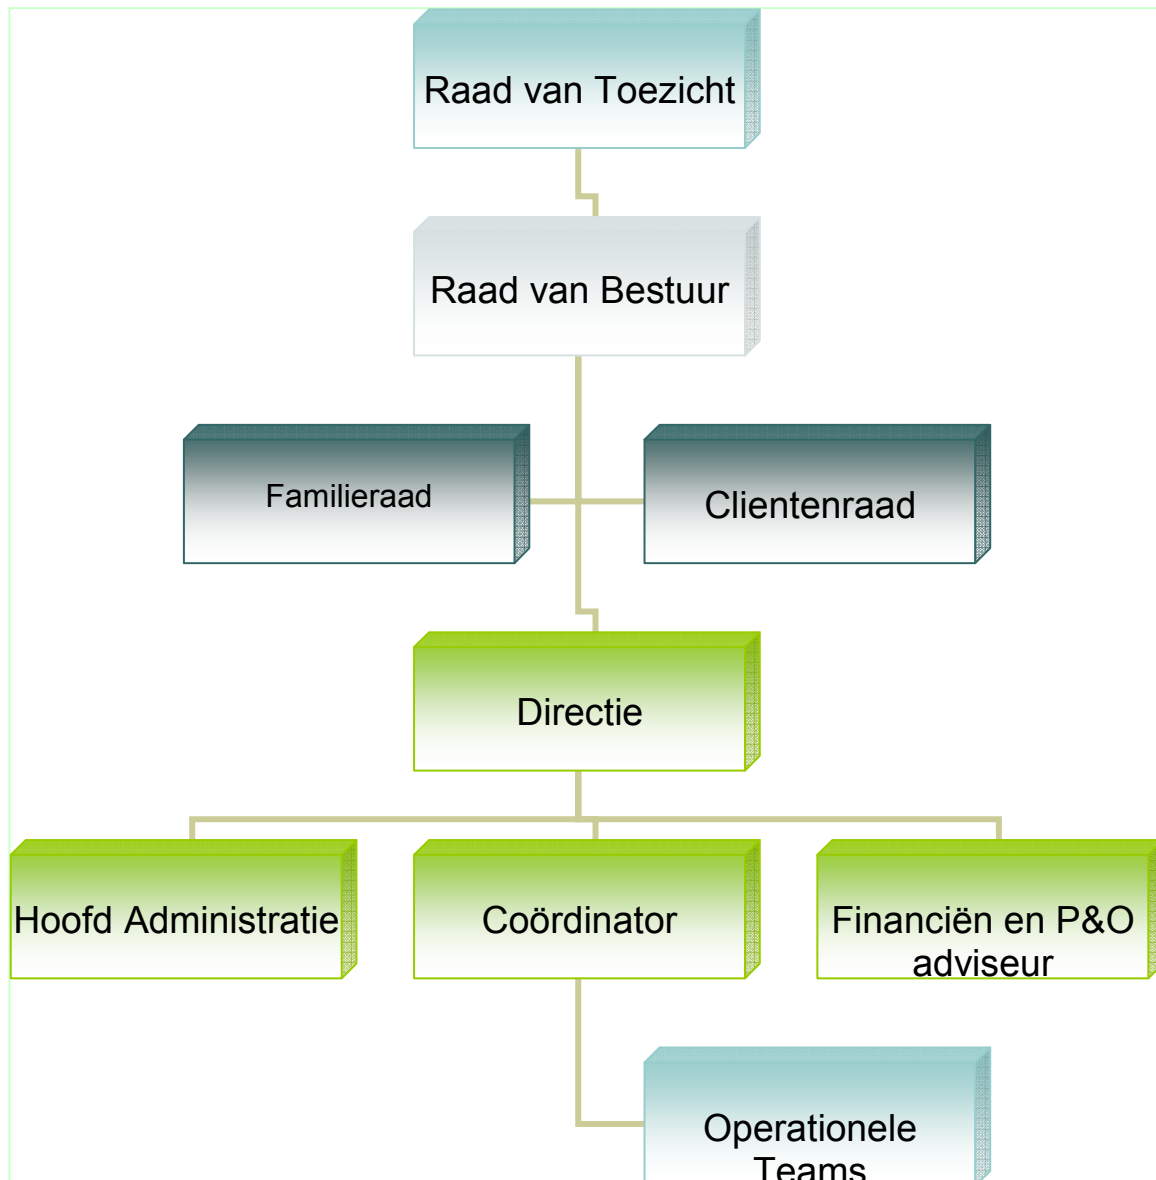 Raad van Toezicht
Raad van Bestuur
Familieraad
Clientenraad
Directie
Hoofd Administratie
Coördinator
Financiën en P&O
adviseur
Operationele
Teams